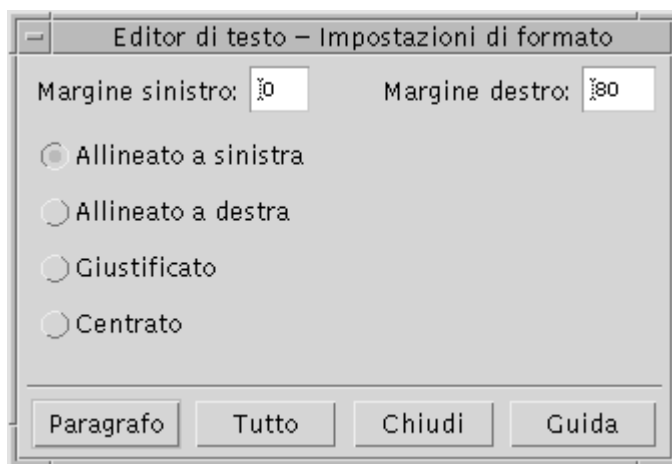 Editor di testo – Impostazioni di formato
Margine sinistro: 0 Margine destro: 80
Allineato a sinistra
Allineato a destra
Giustificato
Centrato
Paragrafo Tutto Chiudi Guida